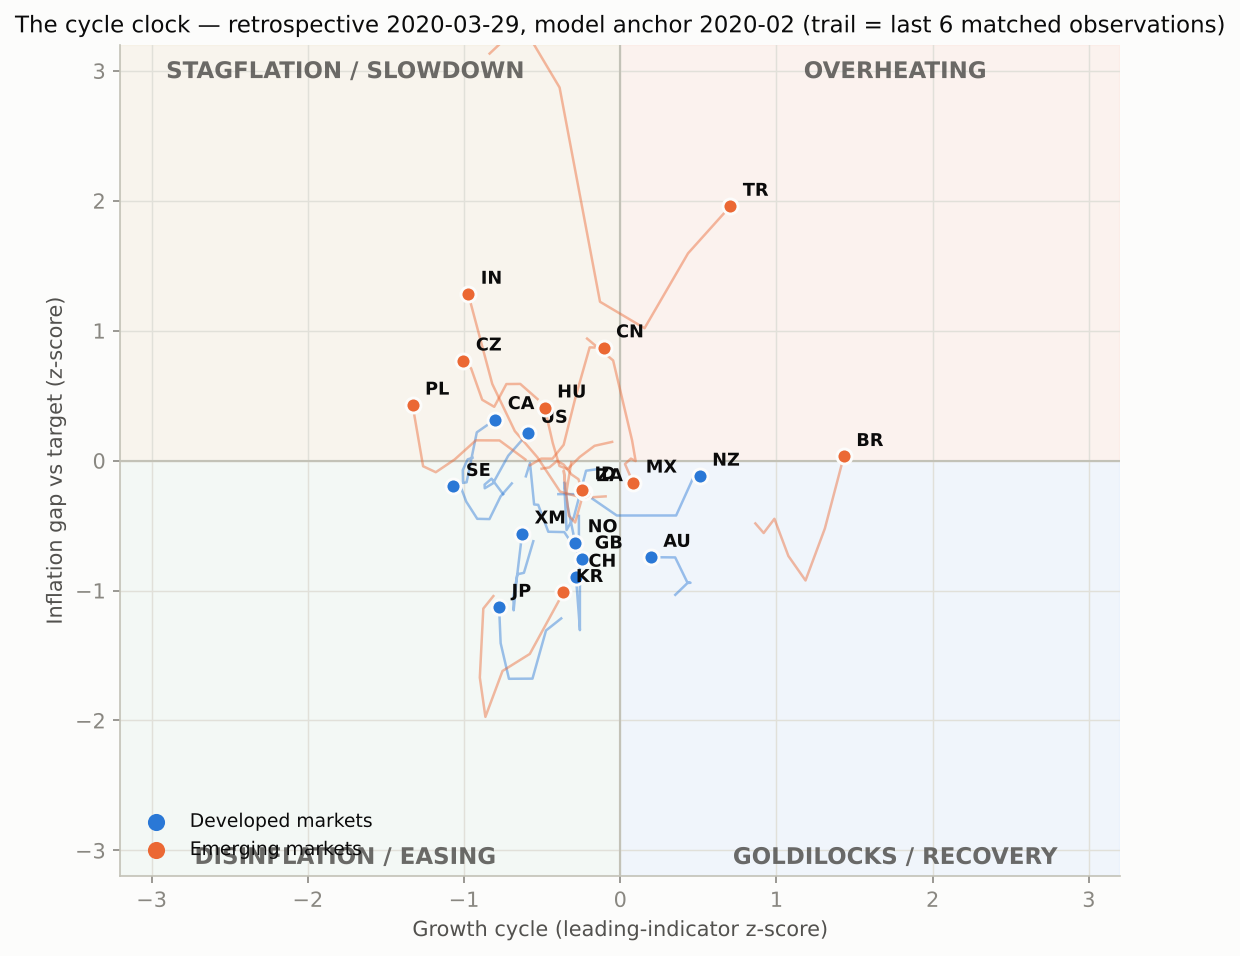 The cycle clock — retrospective 2020-03-29, model anchor 2020-02 (trail = last 6 matched observations)
STAGFLATION / SLOWDOWN
OVERHEATING
3
TR
2
IN
CN
1
CZ
PL
HU
CA
US
BR
0
SE
ID
ZA
MX
NZ
XM
NO
GB
AU
CH
KR
−1
JP
−2
Developed markets
Emerging markets
−3
DISINFLATION / EASING
GOLDILOCKS / RECOVERY
−3
−2
−1
0
1
2
3
Growth cycle (leading-indicator z-score)
Inflation gap vs target (z-score)